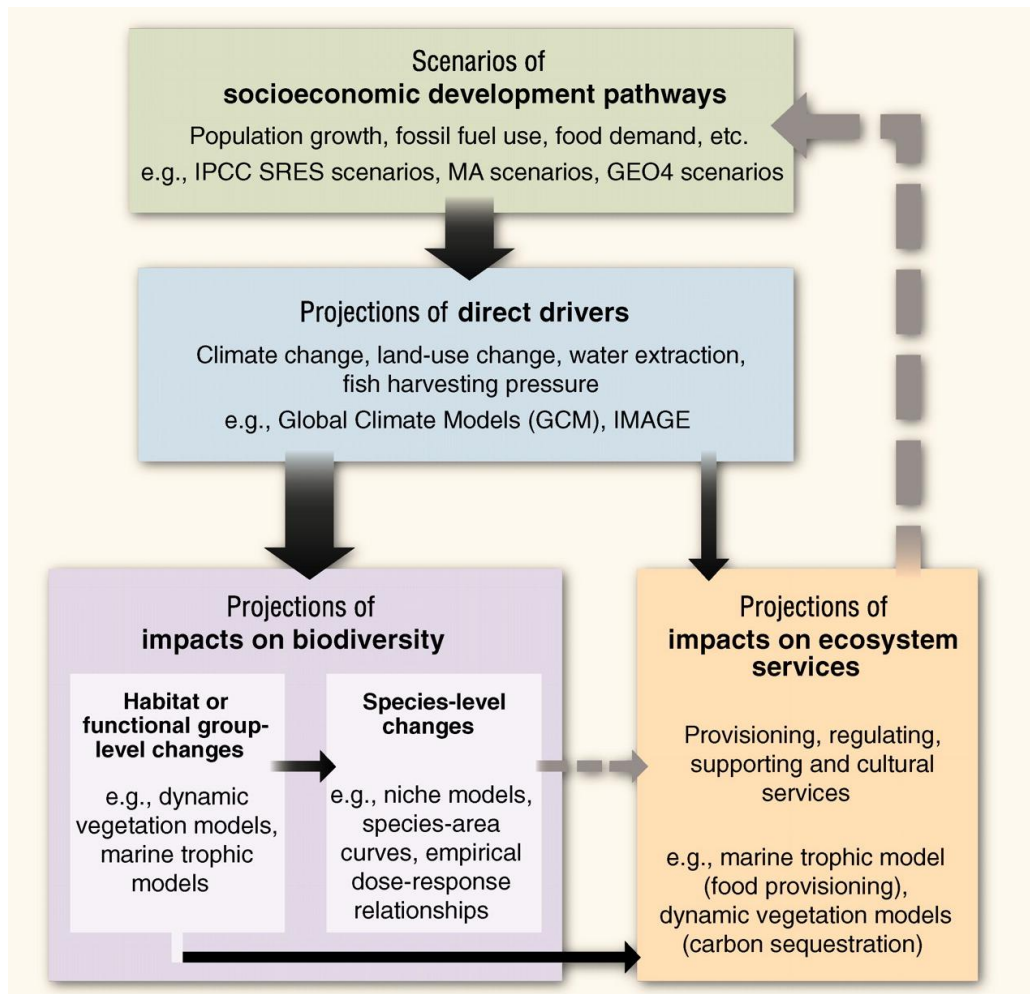 Scenarios of
socioeconomic development pathways
Population growth, fossil fuel use, food demand, etc.
e.g., IPCC SRES scenarios, MA scenarios, GEO4 scenarios
Projections of direct drivers
Climate change, land-use change, water extraction,
fish harvesting pressure
e.g., Global Climate Models (GCM), IMAGE
Projections of
impacts on biodiversity
Habitat or
functional group-
level changes
e.g., dynamic
vegetation models,
marine trophic
models
Species-level
changes
e.g., niche models,
species-area
curves, empirical
dose-response
relationships
Projections of
impacts on ecosystem
services
Provisioning, regulating,
supporting and cultural
services
e.g., marine trophic model
(food provisioning),
dynamic vegetation models
(carbon sequestration)